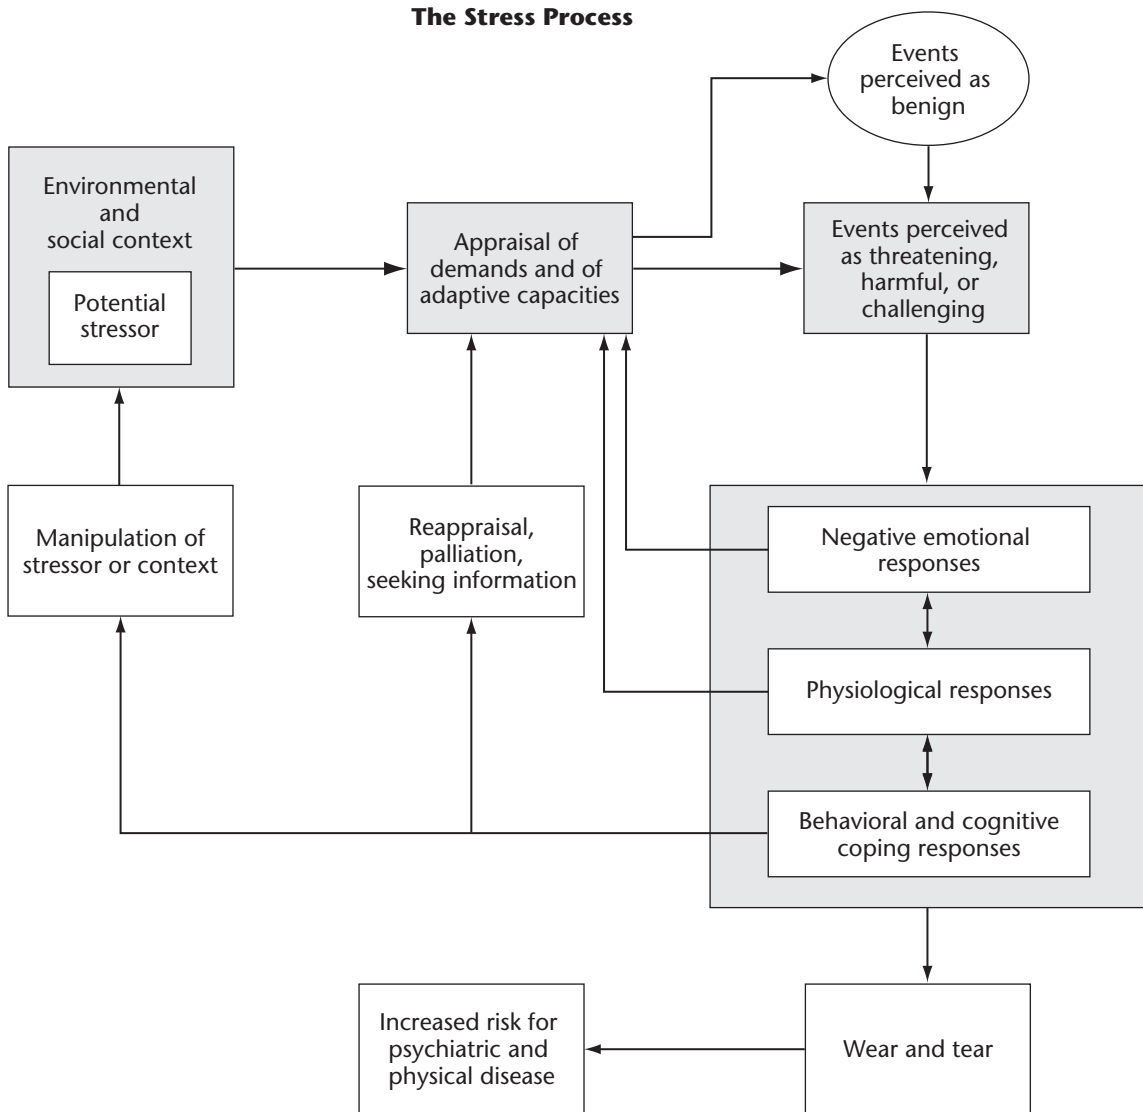 The Stress Process
Events
perceived as
benign
Environmental
and
social context
Potential
stressor
Appraisal of
demands and of
adaptive capacities
Events perceived
as threatening,
harmful, or
challenging
Manipulation of
stressor or context
Reappraisal,
palliation,
seeking information
Negative emotional
responses
Physiological responses
Behavioral and cognitive
coping responses
Increased risk for
psychiatric and
physical disease
Wear and tear